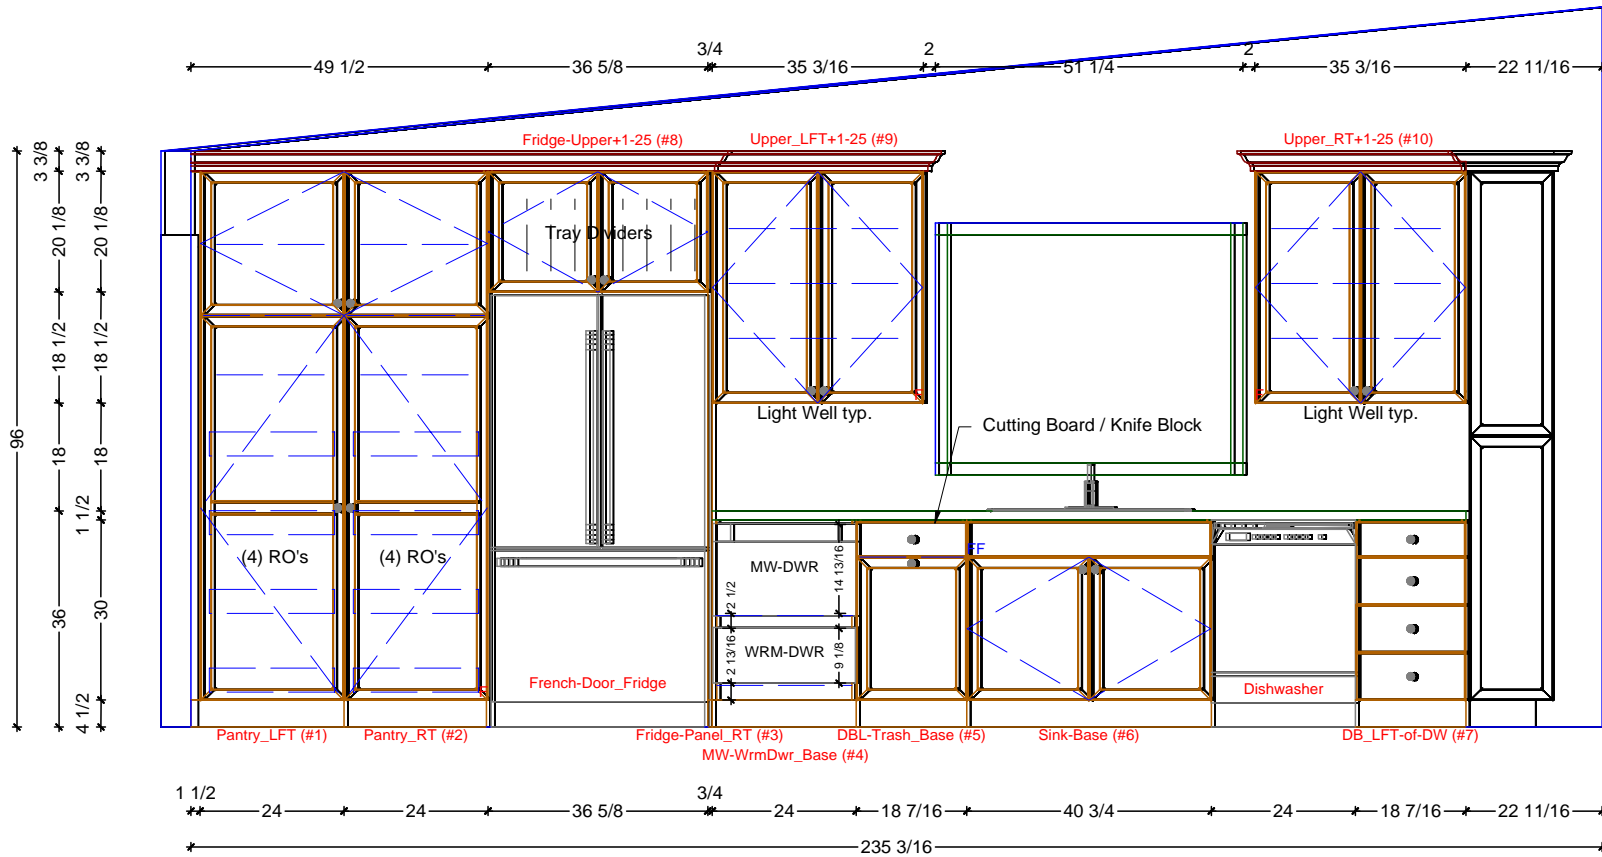 3/4 2 2
49 1/2 36 5/8 35 3/16 51 1/4 35 3/16 22 11/16
Fridge-Upper+1-25 (#8) Upper_LFT+1-25 (#9) Upper_RT+1-25 (#10)
96
3 3/8 20 1/8 18 1/2 18 36
3 3/8 20 1/8 18 1/2 18 1 1/2 30 4 1/2
Tray Dividers
Light Well typ. Light Well typ.
Cutting Board / Knife Block
(4) RO's (4) RO's
FF
MW-DWR
2 1/2 14 13/16
WRM-DWR
2 13/16 9 1/8
French-Door_Fridge
Dishwasher
Pantry_LFT (#1) Pantry_RT (#2) Fridge-Panel_RT (#3) DBL-Trash_Base (#5) Sink-Base (#6) DB_LFT-of-DW (#7)
MW-WrmDwr_Base (#4)
1 1/2 3/4
24 24 36 5/8 24 18 7/16 40 3/4 24 18 7/16 22 11/16
235 3/16